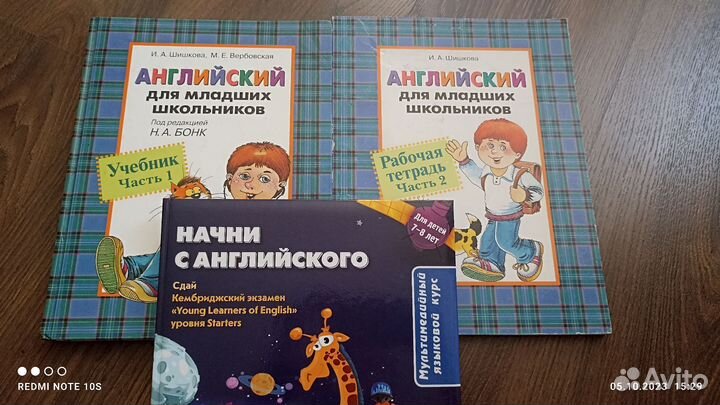 И. А. Шишкова, М. Е. Вербовская
АНГЛИЙСКИЙ
для младших
школьников
Под редакцией
Н. А. БОНК
Учебник
Часть 1
И. А. Шишкова
АНГЛИЙСКИЙ
для младших
школьников
Рабочая
тетрадь
Часть 2
НАЧНИ
С АНГЛИЙСКОГО
Для детей
7-8 лет
Сдай
Кембриджский экзамен
«Young Learners of English»
уровня Starters
Мультимедийный
языковой курс
REDMI NOTE 10S
05.10.2023 15:29
Avito